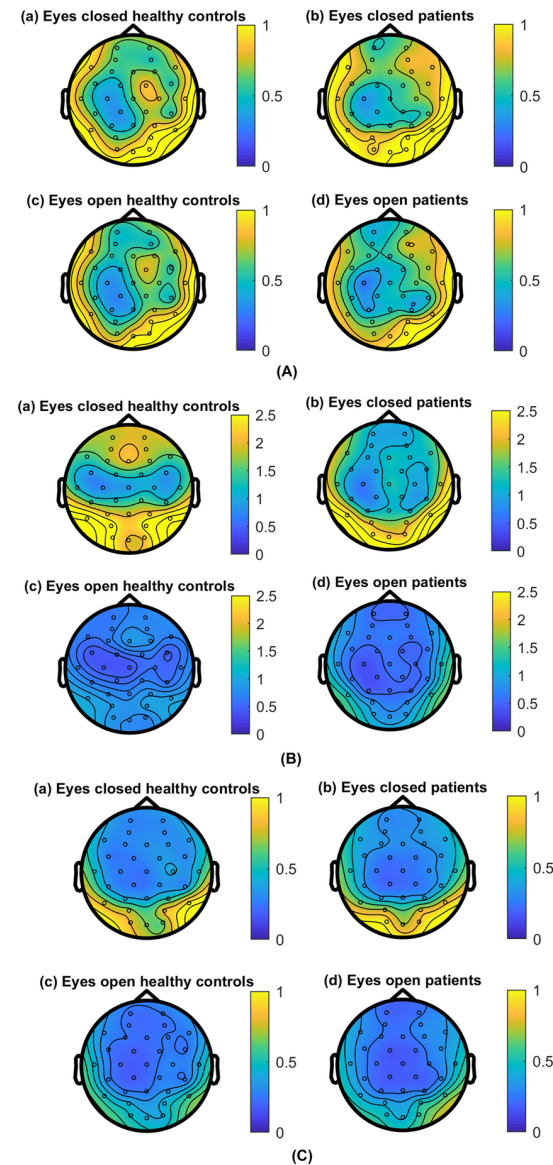 (a) Eyes closed healthy controls (b) Eyes closed patients
1 1
0.5 0.5
0 0
(c) Eyes open healthy controls (d) Eyes open patients
1 1
0.5 0.5
0 0
(A)
(a) Eyes closed healthy controls (b) Eyes closed patients
2.5 2.5
2 2
1.5 1.5
1 1
0.5 0.5
0 0
(c) Eyes open healthy controls (d) Eyes open patients
2.5 2.5
2 2
1.5 1.5
1 1
0.5 0.5
0 0
(B)
(a) Eyes closed healthy controls (b) Eyes closed patients
1 1
0.5 0.5
0 0
(c) Eyes open healthy controls (d) Eyes open patients
1 1
0.5 0.5
0 0
(C)